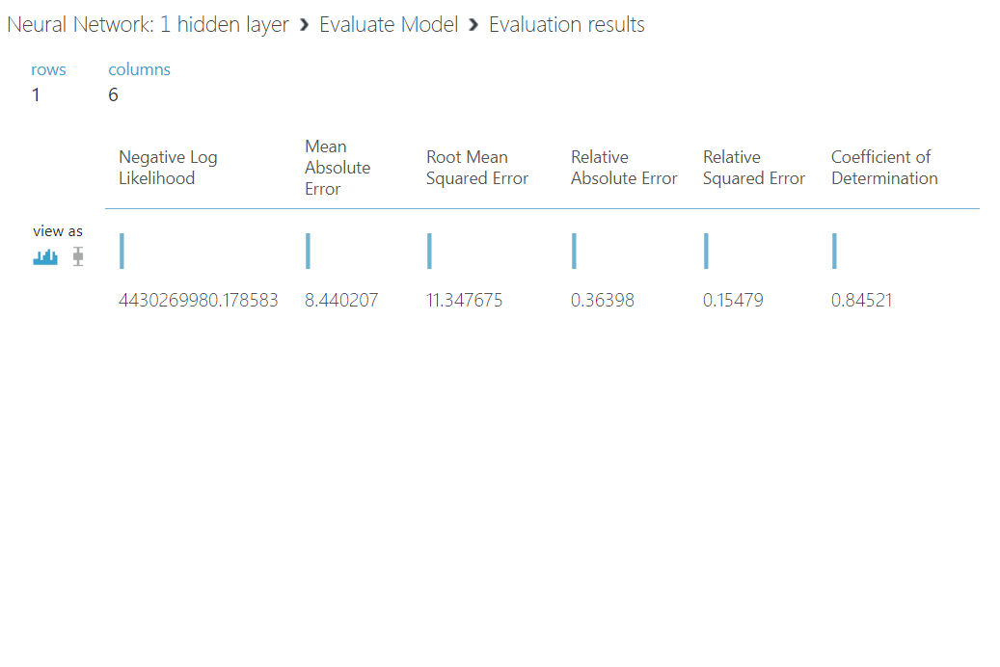 Neural Network: 1 hidden layer › Evaluate Model › Evaluation results
rows columns
1 6
Negative Log Likelihood
Mean Absolute Error
Root Mean Squared Error
Relative Absolute Error
Relative Squared Error
Coefficient of Determination
view as
4430269980.178583 8.440207 11.347675 0.36398 0.15479 0.84521